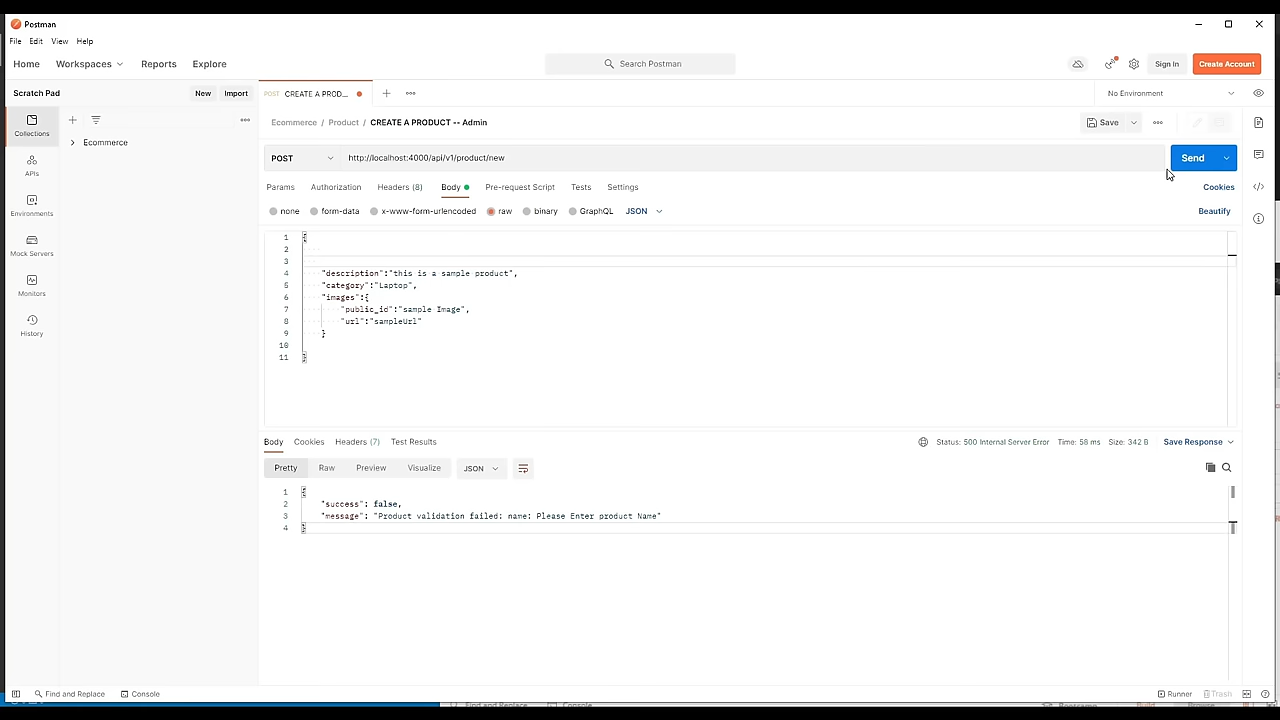 Postman
File Edit View Help
Home Workspaces Reports Explore
Search Postman
Sign In Create Account
Scratch Pad New Import
POST CREATE A PROD...
No Environment
Collections
Ecommerce
Ecommerce / Product / CREATE A PRODUCT -- Admin
Save
APIs
POST http://localhost:4000/api/v1/product/new
Send
Params Authorization Headers (8) Body Pre-request Script Tests Settings
Cookies
Environments
none form-data x-www-form-urlencoded raw binary GraphQL JSON
Beautify
Mock Servers
Monitors
History
1 {
2
3
4 "description":"this is a sample product",
5 "category":"Laptop",
6 "images":{
7 "public_id":"sample Image",
8 "url":"sampleUrl"
9 }
10
11 }
Body Cookies Headers (7) Test Results
Status: 500 Internal Server Error Time: 58 ms Size: 342 B Save Response
Pretty Raw Preview Visualize JSON
1 {
2 "success": false,
3 "message": "Product validation failed: name: Please Enter product Name"
4 }
Find and Replace Console
Runner Trash
Find and Replace Console